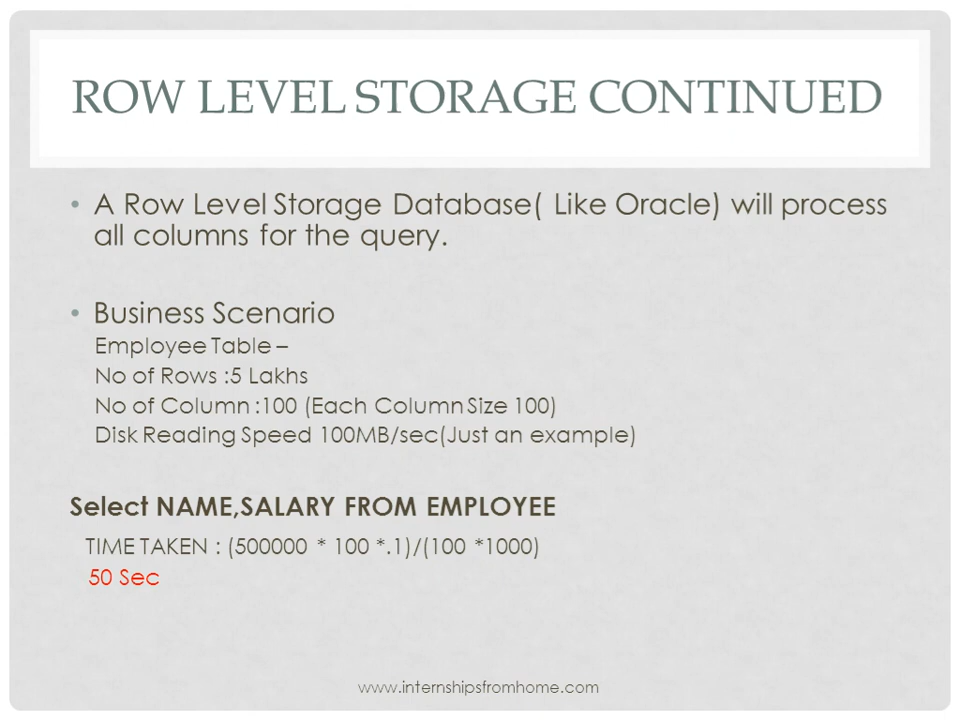 ROW LEVEL STORAGE CONTINUED
• A Row Level Storage Database( Like Oracle) will process
all columns for the query.
• Business Scenario
Employee Table –
No of Rows :5 Lakhs
No of Column :100 (Each Column Size 100)
Disk Reading Speed 100MB/sec(Just an example)
Select NAME,SALARY FROM EMPLOYEE
TIME TAKEN : (500000 * 100 *.1)/(100 *1000)
50 Sec
www.internshipsfromhome.com